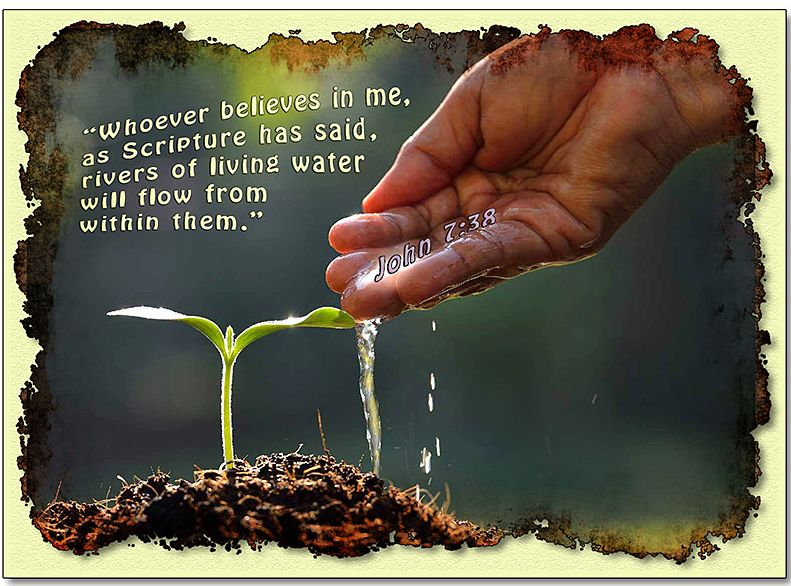 “Whoever believes in me,
as Scripture has said,
rivers of living water
will flow from
within them.”
John 7:38